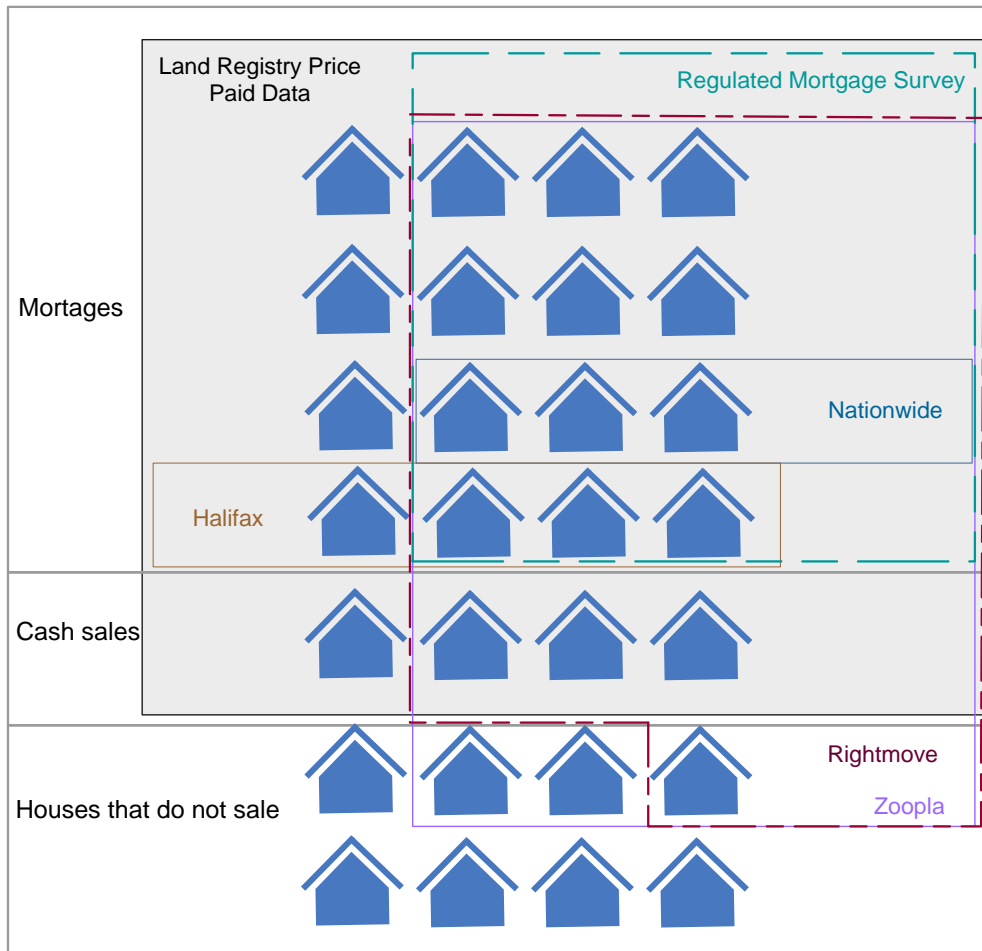 Land Registry Price
Paid Data
Regulated Mortgage Survey
Mortages
Nationwide
Halifax
Cash sales
Rightmove
Zoopla
Houses that do not sale